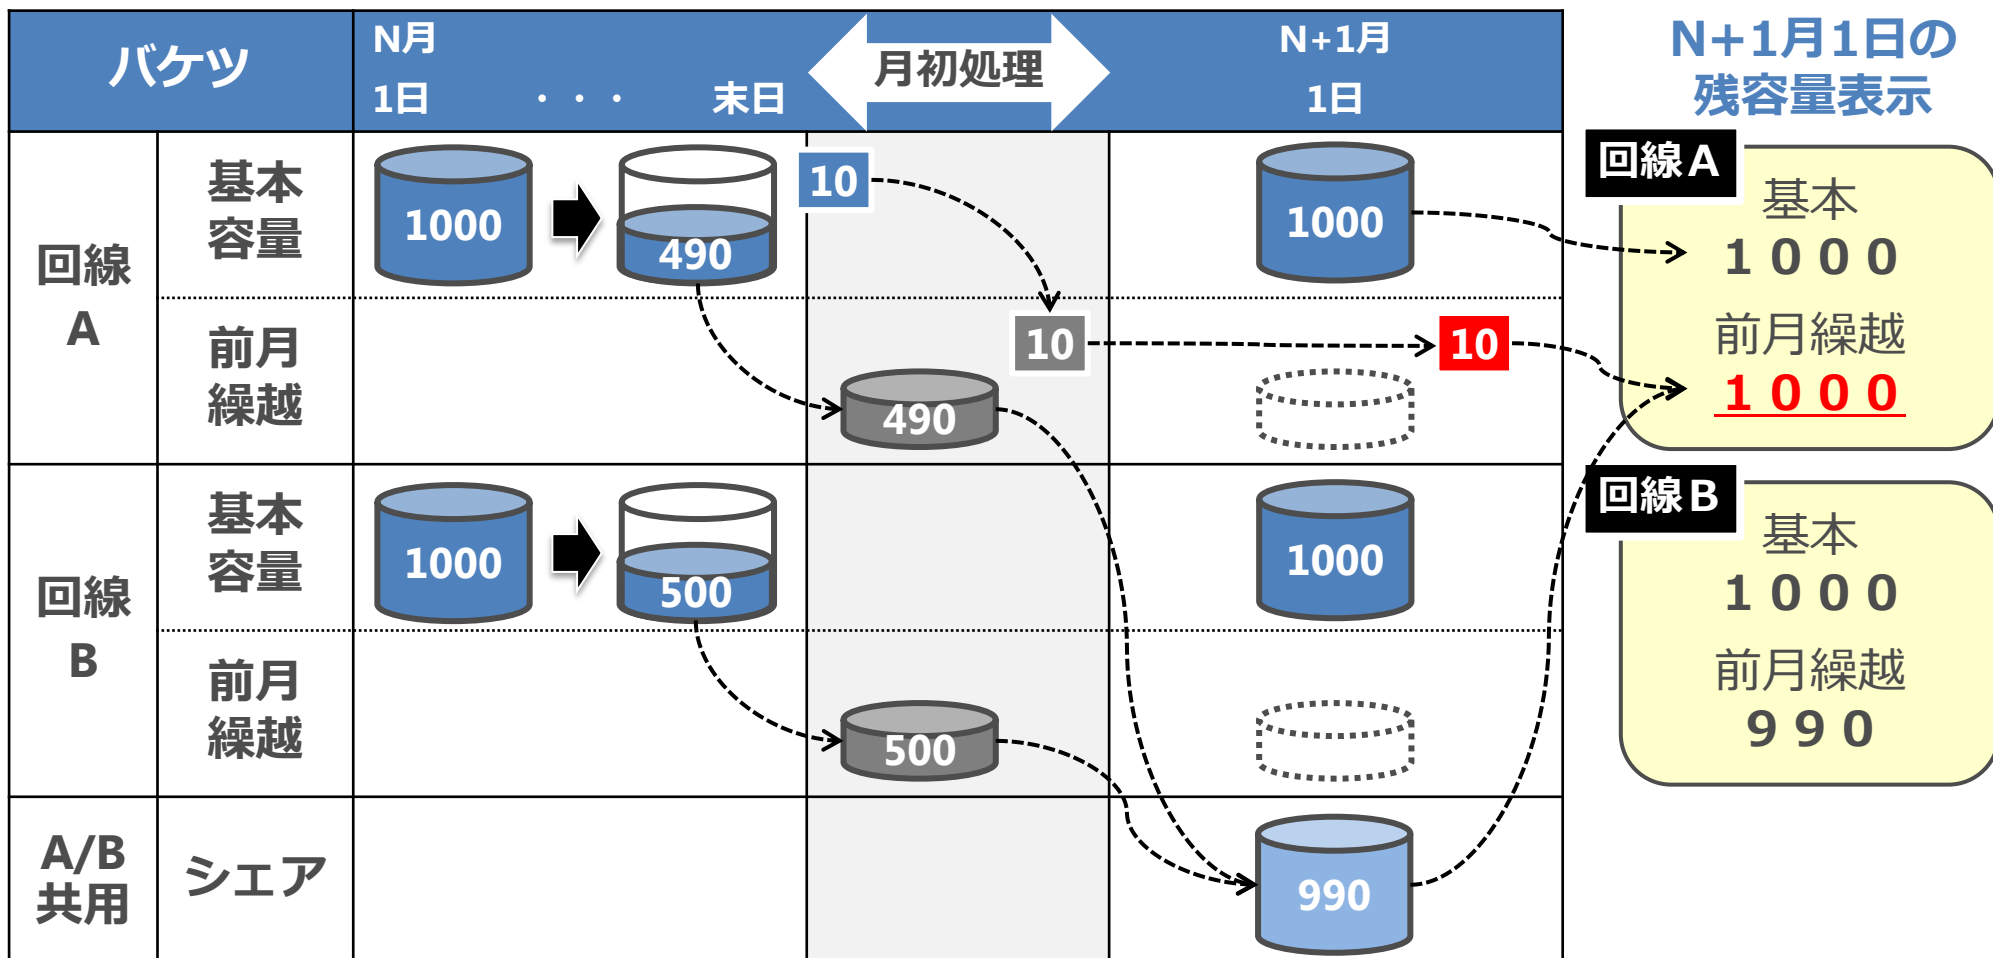 バケツ
N月
1日 ・・・ 末日
月初処理
N+1月
1日
N+1月1日の
残容量表示
回線
A
基本
容量
1000
490
10
1000
前月
繰越
490
10
10
回線A
基本
1000
前月繰越
1000
回線
B
基本
容量
1000
500
1000
前月
繰越
500
回線B
基本
1000
前月繰越
990
A/B
共用
シェア
990